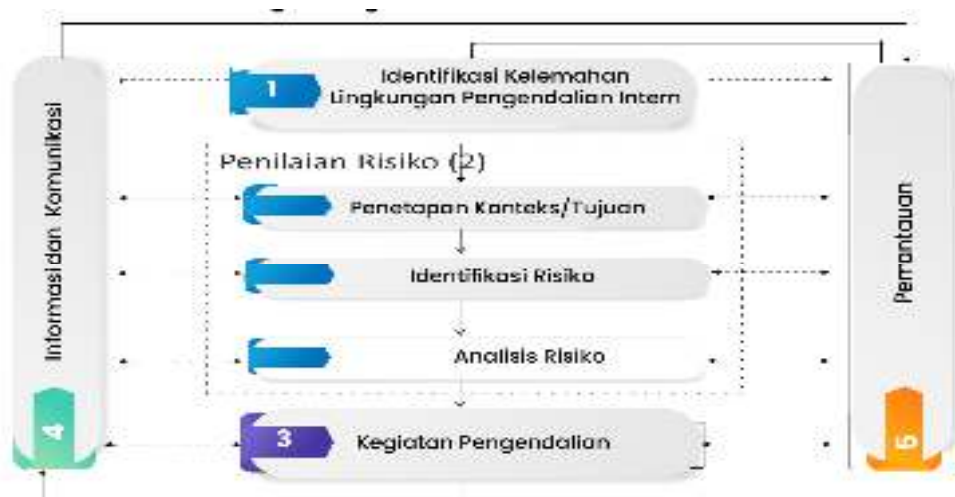 1
Identifikasi Kelemahan
Lingkungan Pengendalian Intern
Penilaian Risiko (2)
Penetapan Konteks/Tujuan
Identifikasi Risiko
Analisis Risiko
3
Kegiatan Pengendalian
Informasi dan Komunikasi
4
Pemantauan
5